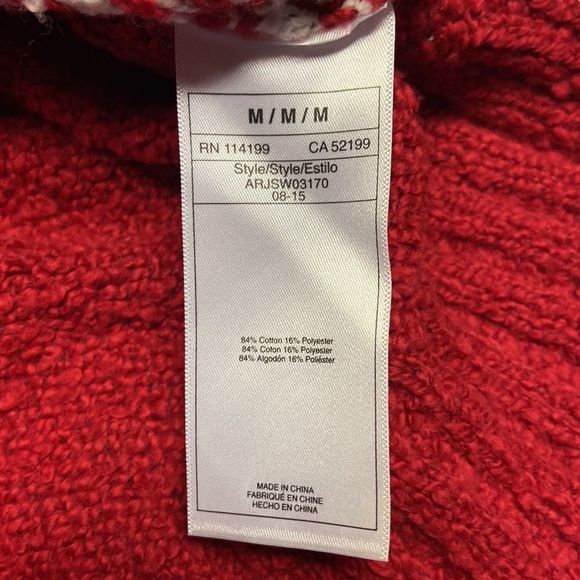 M / M / M
RN 114199 CA 52199
Style/Style/Estilo
ARJSW03170
08-15
84% Cotton 16% Polyester
84% Coton 16% Polyester
84% Algodón 16% Poliéster
MADE IN CHINA
FABRIQUÉ EN CHINE
HECHO EN CHINA